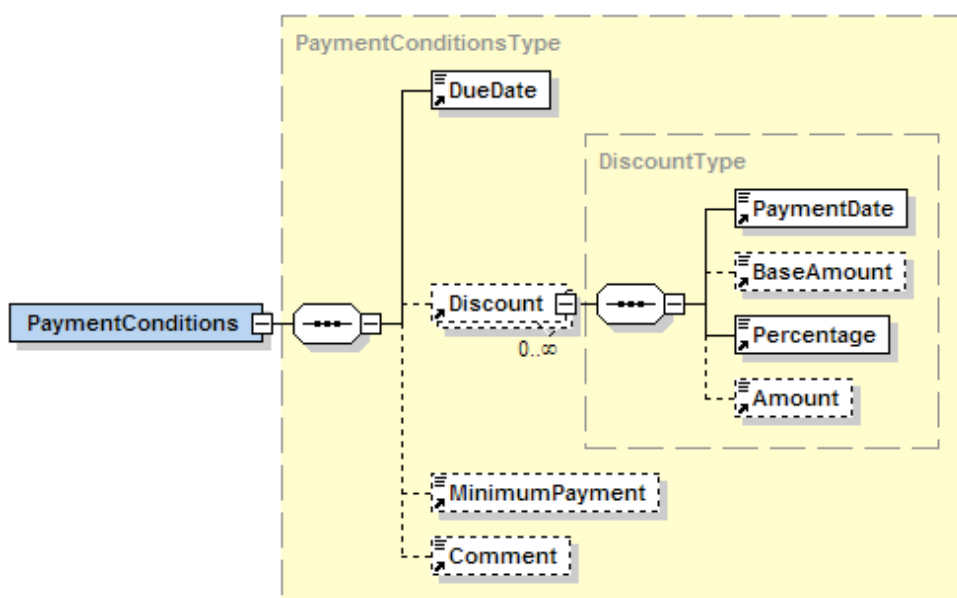 PaymentConditionsType
DueDate
DiscountType
PaymentDate
BaseAmount
PaymentConditions
Discount
Percentage
0..∞
Amount
MinimumPayment
Comment